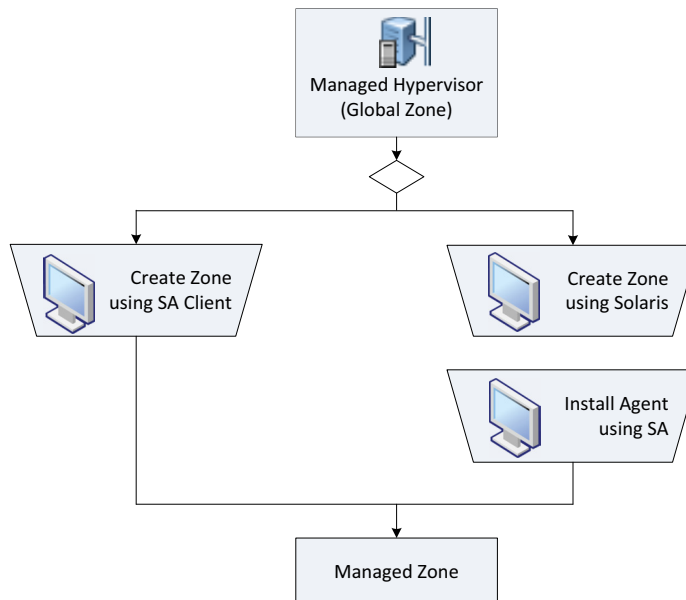 Managed Hypervisor
(Global Zone)
Create Zone
using SA Client
Create Zone
using Solaris
Install Agent
using SA
Managed Zone